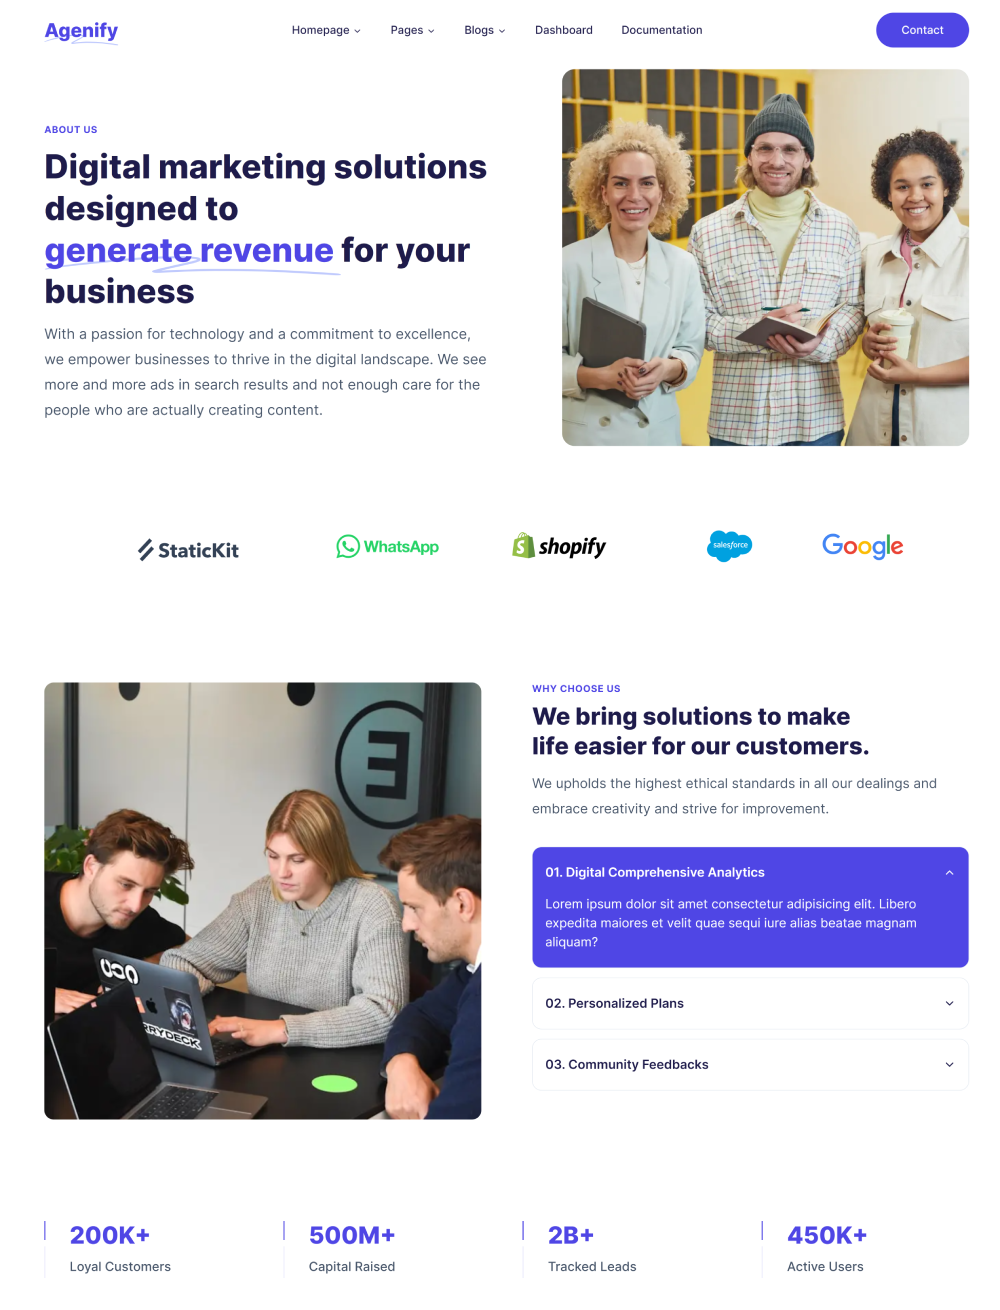 Agenify
Homepage
Pages
Blogs
Dashboard
Documentation
Contact
ABOUT US
Digital marketing solutions
designed to
generate revenue for your
business
With a passion for technology and a commitment to excellence,
we empower businesses to thrive in the digital landscape. We see
more and more ads in search results and not enough care for the
people who are actually creating content.
StaticKit
WhatsApp
shopify
salesforce
Google
WHY CHOOSE US
We bring solutions to make
life easier for our customers.
We upholds the highest ethical standards in all our dealings and
embrace creativity and strive for improvement.
01. Digital Comprehensive Analytics
Lorem ipsum dolor sit amet consectetur adipisicing elit. Libero
expedita maiores et velit quae sequi iure alias beatae magnam
aliquam?
02. Personalized Plans
03. Community Feedbacks
200K+
Loyal Customers
500M+
Capital Raised
2B+
Tracked Leads
450K+
Active Users